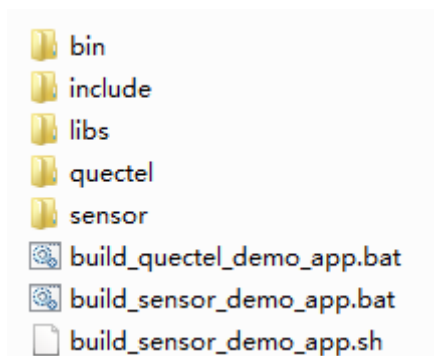 bin
include
libs
quectel
sensor
build_quectel_demo_app.bat
build_sensor_demo_app.bat
build_sensor_demo_app.sh